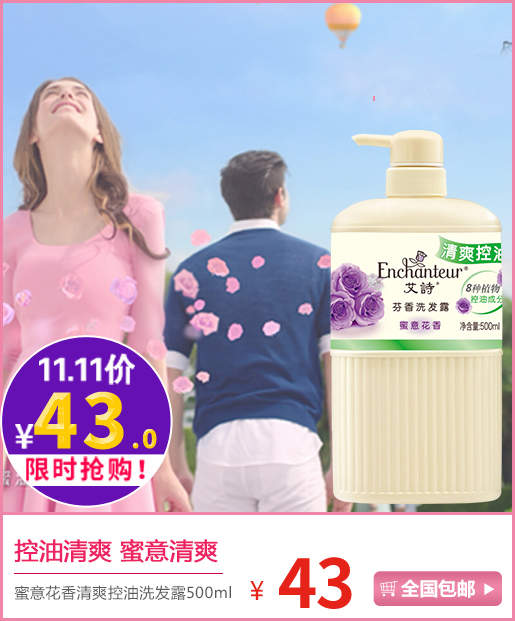 清爽控油
Enchanteur
艾詩
芬香洗发露
蜜意花香
8种植物
控油成分
净含量:500ml
11.11价
¥43.0
限时抢购!
控油清爽 蜜意清爽
蜜意花香清爽控油洗发露500ml
¥ 43
全国包邮